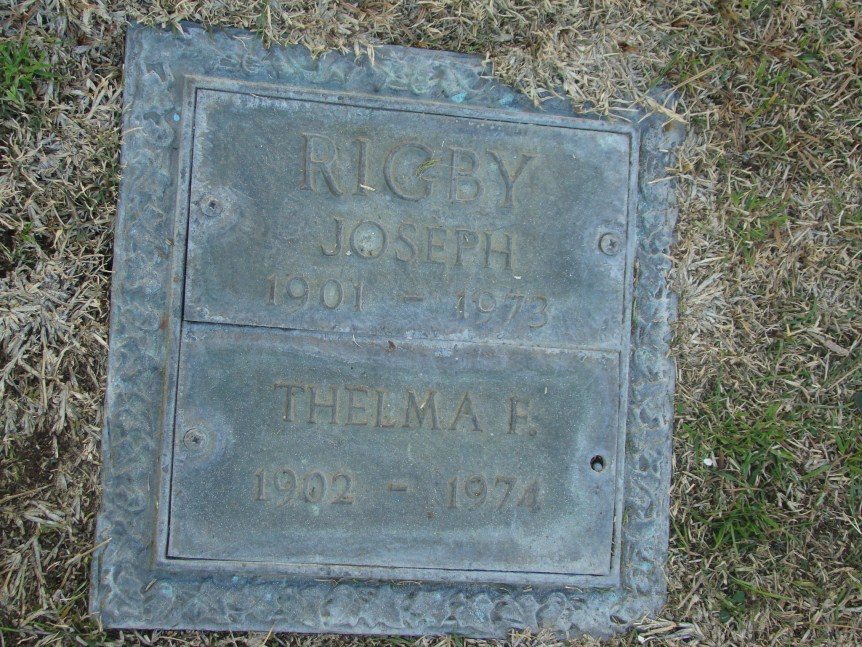 RIGBY
JOSEPH
1901 - 1973
THELMA F.
1902 - 1974